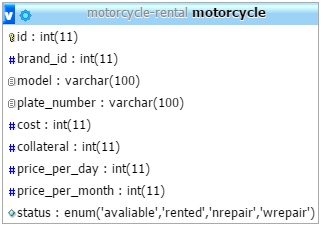 v motorcycle-rental motorcycle
id : int(11)
# brand_id : int(11)
model : varchar(100)
plate_number : varchar(100)
# cost : int(11)
# collateral : int(11)
# price_per_day : int(11)
# price_per_month : int(11)
status : enum('avaliable','rented','nrepair','wrepair')